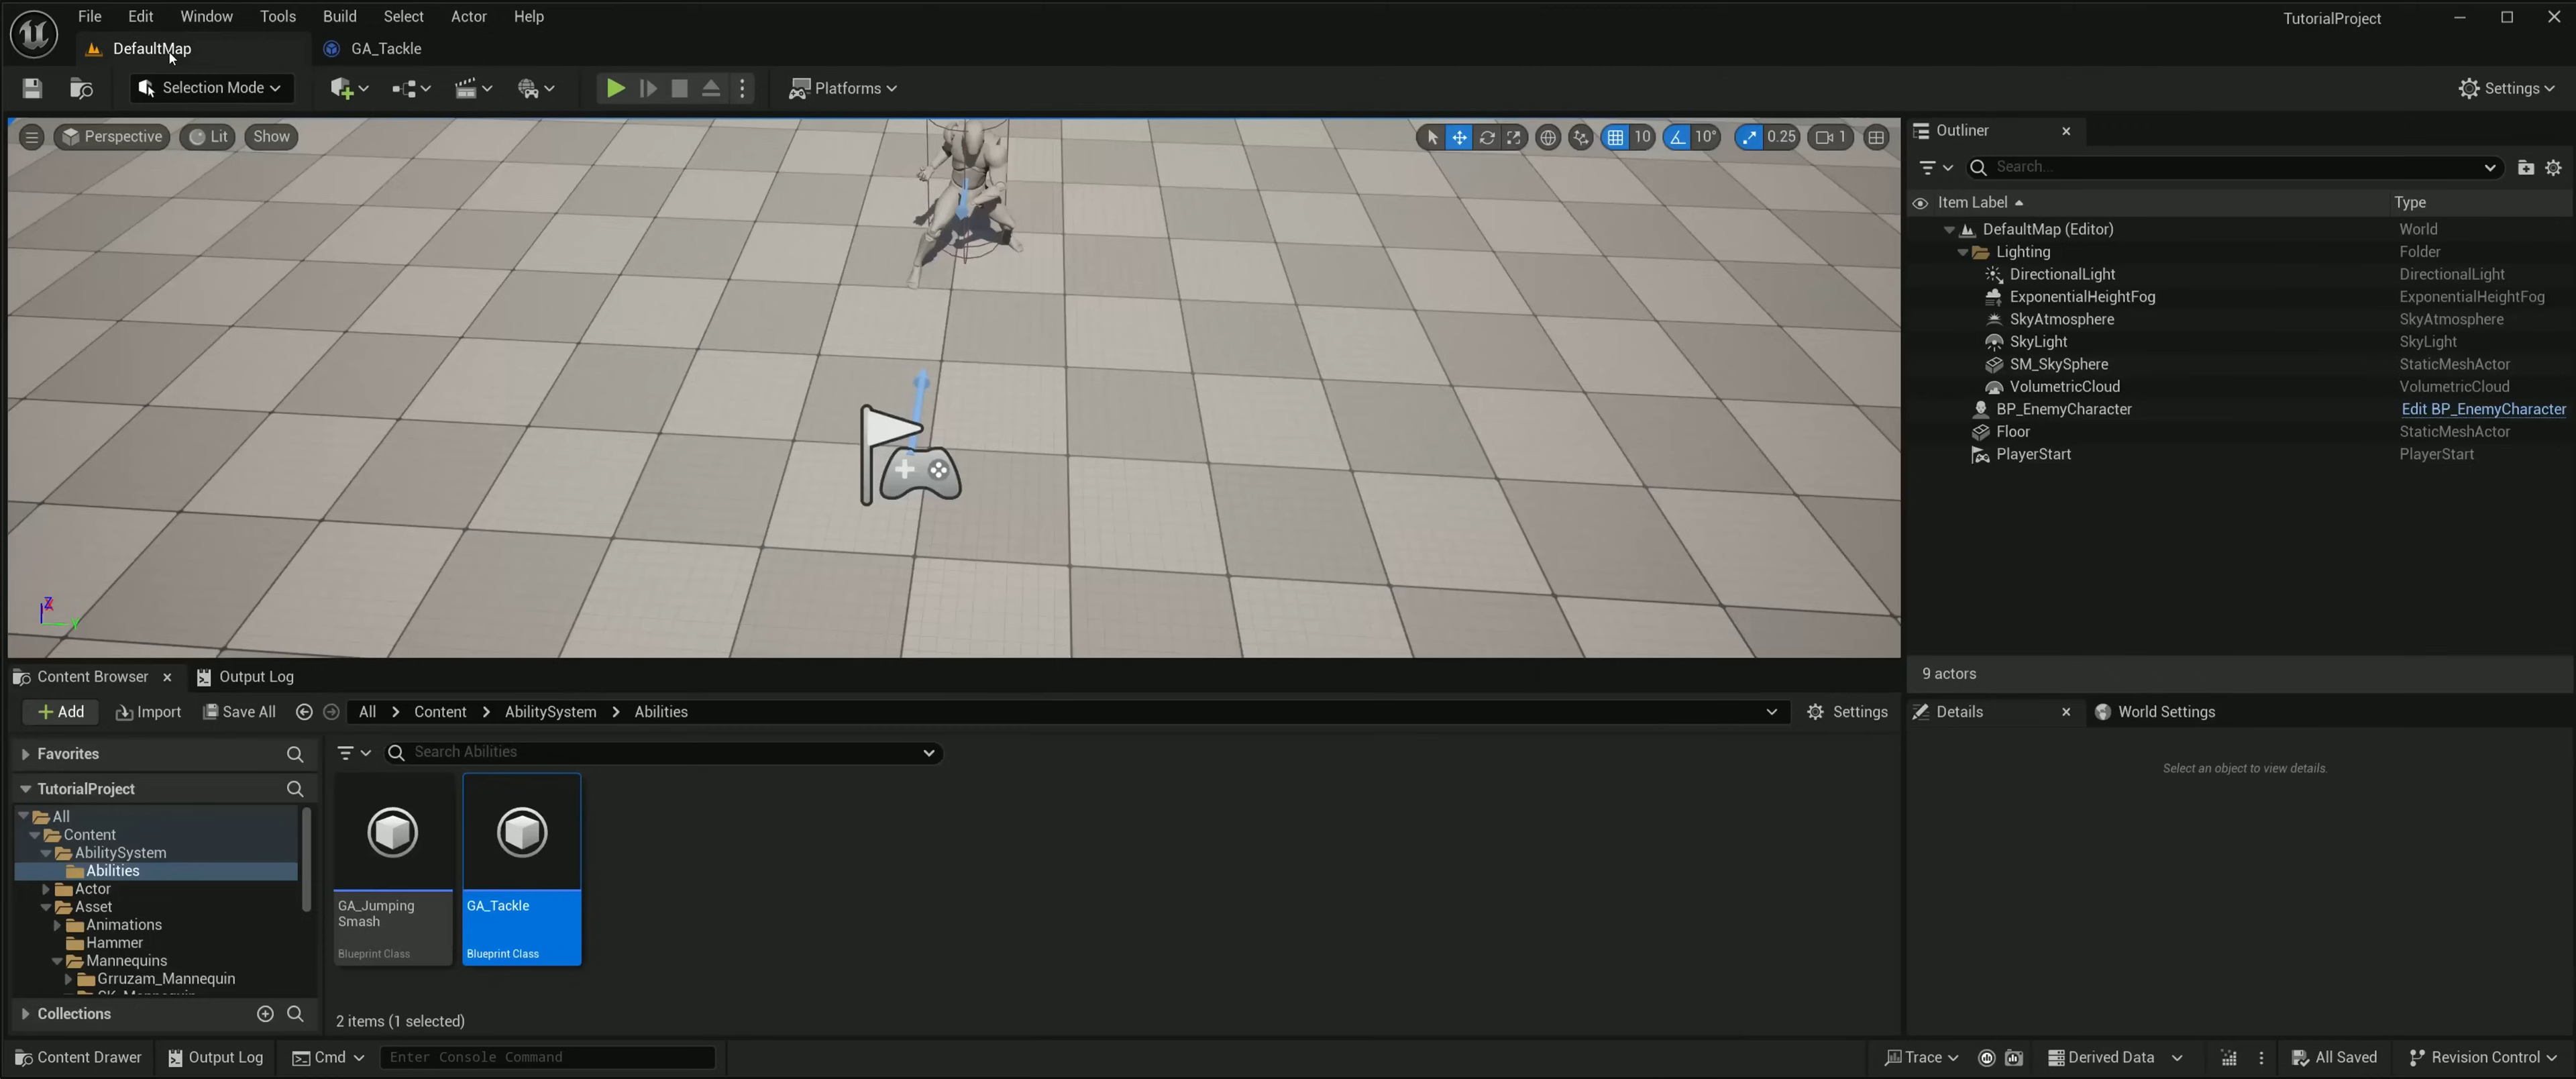 File Edit Window Tools Build Select Actor Help
TutorialProject
DefaultMap
GA_Tackle
Selection Mode
Platforms
Settings
Perspective
Lit
Show
10
10°
0.25
1
Outliner
Search...
Item Label
Type
DefaultMap (Editor) World
Lighting Folder
DirectionalLight DirectionalLight
ExponentialHeightFog ExponentialHeightFog
SkyAtmosphere SkyAtmosphere
SkyLight SkyLight
SM_SkySphere StaticMeshActor
VolumetricCloud VolumetricCloud
BP_EnemyCharacter Edit BP_EnemyCharacter
Floor StaticMeshActor
PlayerStart PlayerStart
9 actors
Z
Y
Content Browser
Output Log
Add
Import
Save All
All > Content > AbilitySystem > Abilities
Settings
Details
World Settings
Select an object to view details.
Favorites
Search Abilities
TutorialProject
All
Content
AbilitySystem
Abilities
Actor
Asset
Animations
Hammer
Mannequins
Grruzam_Mannequin
Collections
GA_Jumping
Smash
Blueprint Class
GA_Tackle
Blueprint Class
2 items (1 selected)
Content Drawer
Output Log
Cmd
Enter Console Command
Trace
Derived Data
All Saved
Revision Control